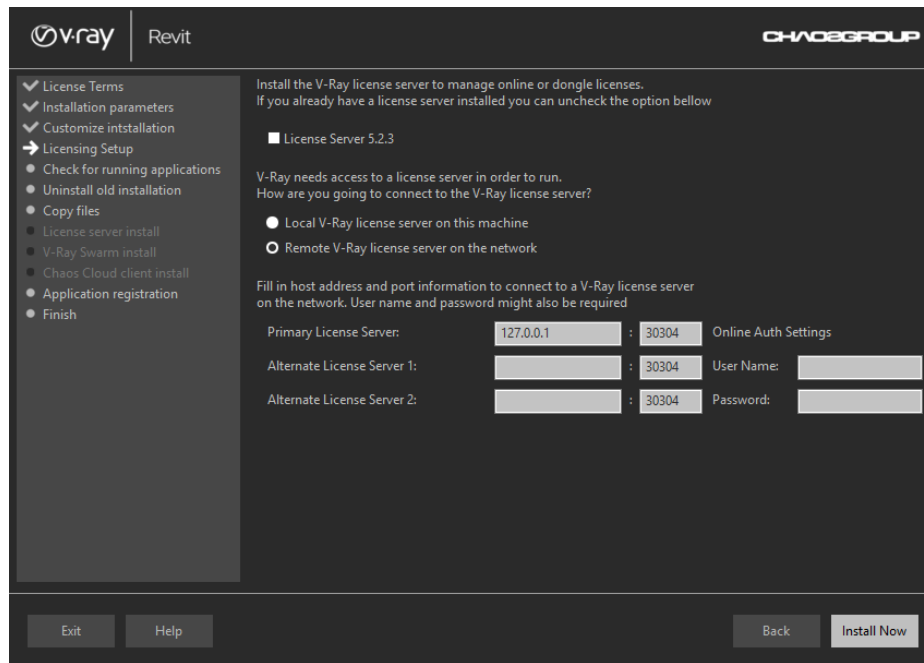 v·ray
Revit
CHAOSGROUP
License Terms
Installation parameters
Customize intstallation
Licensing Setup
Check for running applications
Uninstall old installation
Copy files
License server install
V-Ray Swarm install
Chaos Cloud client install
Application registration
Finish
Install the V-Ray license server to manage online or dongle licenses.
If you already have a license server installed you can uncheck the option bellow
License Server 5.2.3
V-Ray needs access to a license server in order to run.
How are you going to connect to the V-Ray license server?
Local V-Ray license server on this machine
Remote V-Ray license server on the network
Fill in host address and port information to connect to a V-Ray license server
on the network. User name and password might also be required
Primary License Server: 127.0.0.1 : 30304 Online Auth Settings
Alternate License Server 1: : 30304 User Name:
Alternate License Server 2: : 30304 Password:
Exit Help Back Install Now